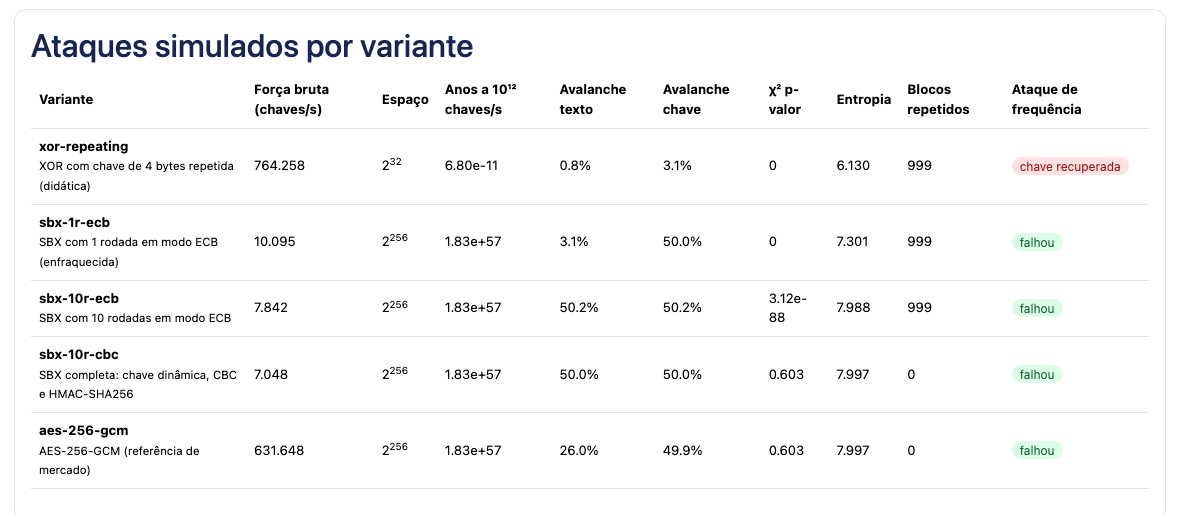 Ataques simulados por variante
Variante Força bruta (chaves/s) Espaço Anos a 10¹² chaves/s Avalanche texto Avalanche chave χ² p-valor Entropia Blocos repetidos Ataque de frequência
xor-repeating
XOR com chave de 4 bytes repetida
(didática)
764.258 2³² 6.80e-11 0.8% 3.1% 0 6.130 999 chave recuperada
sbx-1r-ecb
SBX com 1 rodada em modo ECB
(enfraquecida)
10.095 2²⁵⁶ 1.83e+57 3.1% 50.0% 0 7.301 999 falhou
sbx-10r-ecb
SBX com 10 rodadas em modo ECB
7.842 2²⁵⁶ 1.83e+57 50.2% 50.2% 3.12e-88 7.988 999 falhou
sbx-10r-cbc
SBX completa: chave dinâmica, CBC
e HMAC-SHA256
7.048 2²⁵⁶ 1.83e+57 50.0% 50.0% 0.603 7.997 0 falhou
aes-256-gcm
AES-256-GCM (referência de
mercado)
631.648 2²⁵⁶ 1.83e+57 26.0% 49.9% 0.603 7.997 0 falhou